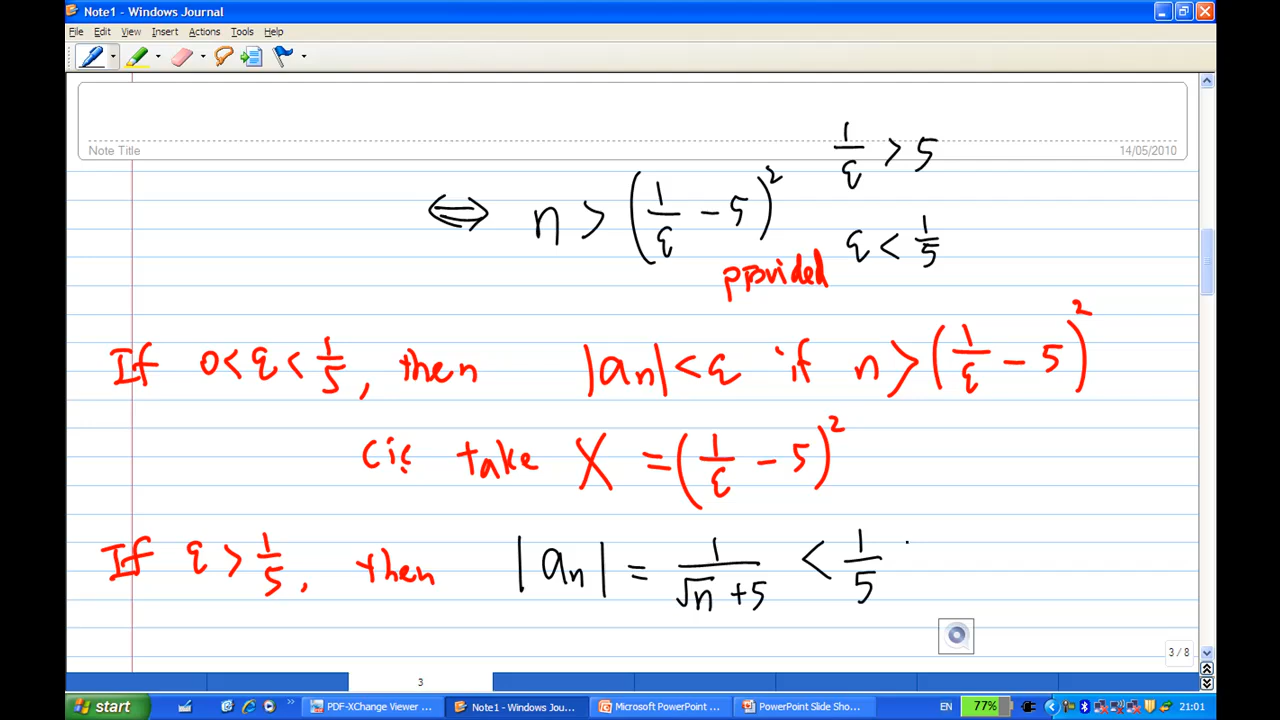 Note1 - Windows Journal
File Edit View Insert Actions Tools Help
Note Title
14/05/2010
1/ε > 5
⟺ n > (1/ε - 5)²
ε < 1/5
provided
If 0 < ε < 1/5, then |an| < ε if n > (1/ε - 5)²
take X = (1/ε - 5)²
If ε > 1/5, then |an| = 1/(√n + 5) < 1/5
3 / 8
3
start
PDF-XChange Viewer ...
Note1 - Windows Jou...
Microsoft PowerPoint ...
PowerPoint Slide Sho...
EN
77%
21:01